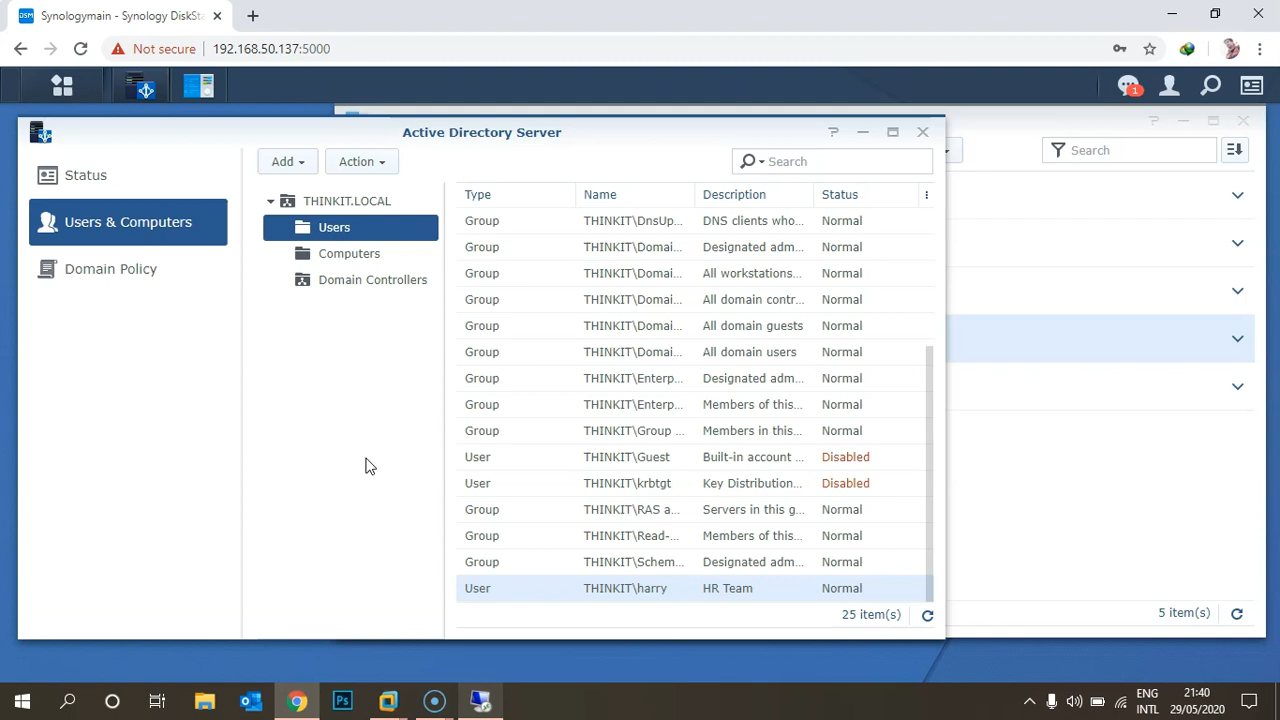 DSM Synologymain - Synology DiskSta
Not secure 192.168.50.137:5000
1
Active Directory Server
Search
Status
Users & Computers
Domain Policy
Add Action Search
THINKIT.LOCAL
Users
Computers
Domain Controllers
Type Name Description Status
Group THINKIT\DnsUp... DNS clients who... Normal
Group THINKIT\Domai... Designated adm... Normal
Group THINKIT\Domai... All workstations... Normal
Group THINKIT\Domai... All domain contr... Normal
Group THINKIT\Domai... All domain guests Normal
Group THINKIT\Domai... All domain users Normal
Group THINKIT\Enterp... Designated adm... Normal
Group THINKIT\Enterp... Members of this... Normal
Group THINKIT\Group ... Members in this... Normal
User THINKIT\Guest Built-in account ... Disabled
User THINKIT\krbtgt Key Distribution... Disabled
Group THINKIT\RAS a... Servers in this g... Normal
Group THINKIT\Read-... Members of this... Normal
Group THINKIT\Schem... Designated adm... Normal
User THINKIT\harry HR Team Normal
25 item(s)
5 item(s)
Ps
ENG 21:40
INTL 29/05/2020